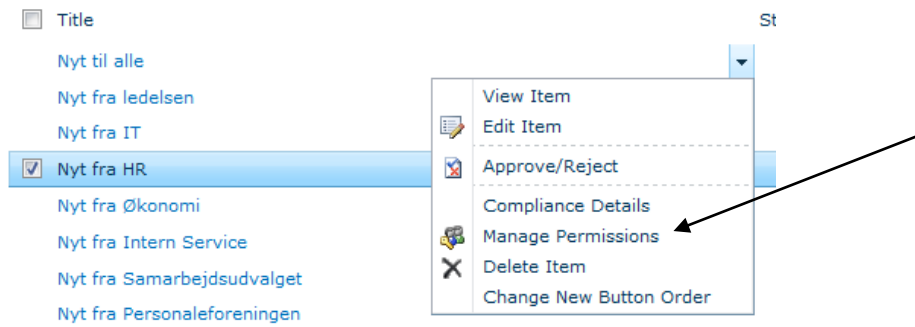 Title St
Nyt til alle
Nyt fra ledelsen
Nyt fra IT
Nyt fra HR
Nyt fra Økonomi
Nyt fra Intern Service
Nyt fra Samarbejdsudvalget
Nyt fra Personaleforeningen
View Item
Edit Item
Approve/Reject
Compliance Details
Manage Permissions
Delete Item
Change New Button Order